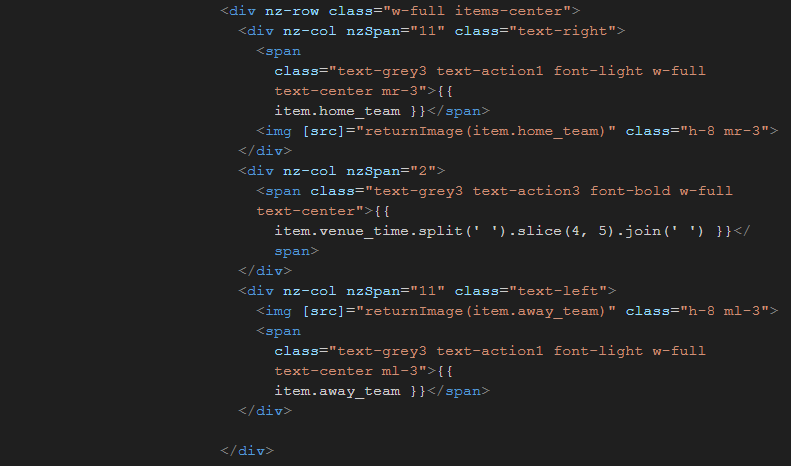 <div nz-row class="w-full items-center">
<div nz-col nzSpan="11" class="text-right">
<span
class="text-grey3 text-action1 font-light w-full
text-center mr-3">{{
item.home_team }}</span>
<img [src]="returnImage(item.home_team)" class="h-8 mr-3">
</div>
<div nz-col nzSpan="2">
<span class="text-grey3 text-action3 font-bold w-full
text-center">{{
item.venue_time.split(' ').slice(4, 5).join(' ') }}</
span>
</div>
<div nz-col nzSpan="11" class="text-left">
<img [src]="returnImage(item.away_team)" class="h-8 ml-3">
<span
class="text-grey3 text-action1 font-light w-full
text-center ml-3">{{
item.away_team }}</span>
</div>
</div>